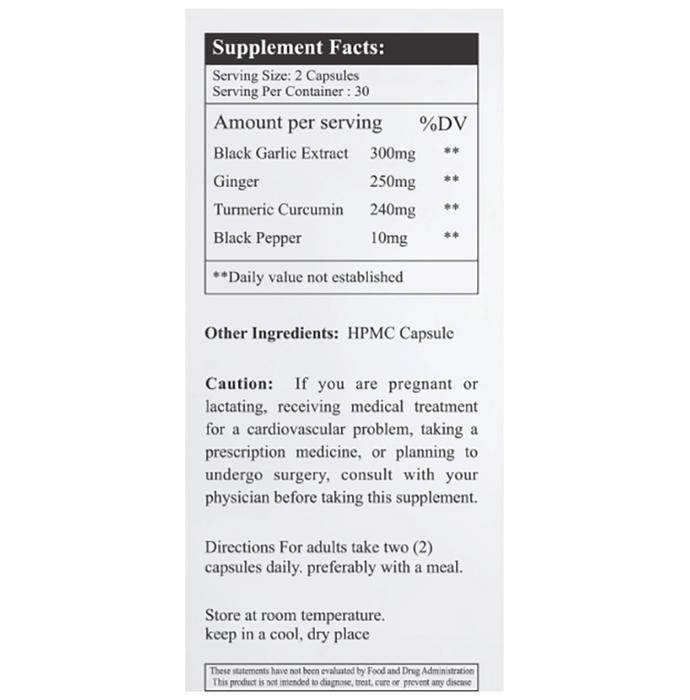 Supplement Facts:
Serving Size: 2 Capsules
Serving Per Container : 30
Amount per serving %DV
Black Garlic Extract 300mg **
Ginger 250mg **
Turmeric Curcumin 240mg **
Black Pepper 10mg **
**Daily value not established
Other Ingredients: HPMC Capsule
Caution: If you are pregnant or
lactating, receiving medical treatment
for a cardiovascular problem, taking a
prescription medicine, or planning to
undergo surgery, consult with your
physician before taking this supplement.
Directions For adults take two (2)
capsules daily. preferably with a meal.
Store at room temperature.
keep in a cool, dry place
These statements have not been evaluated by Food and Drug Administration
This product is not intended to diagnose, treat, cure or prevent any disease